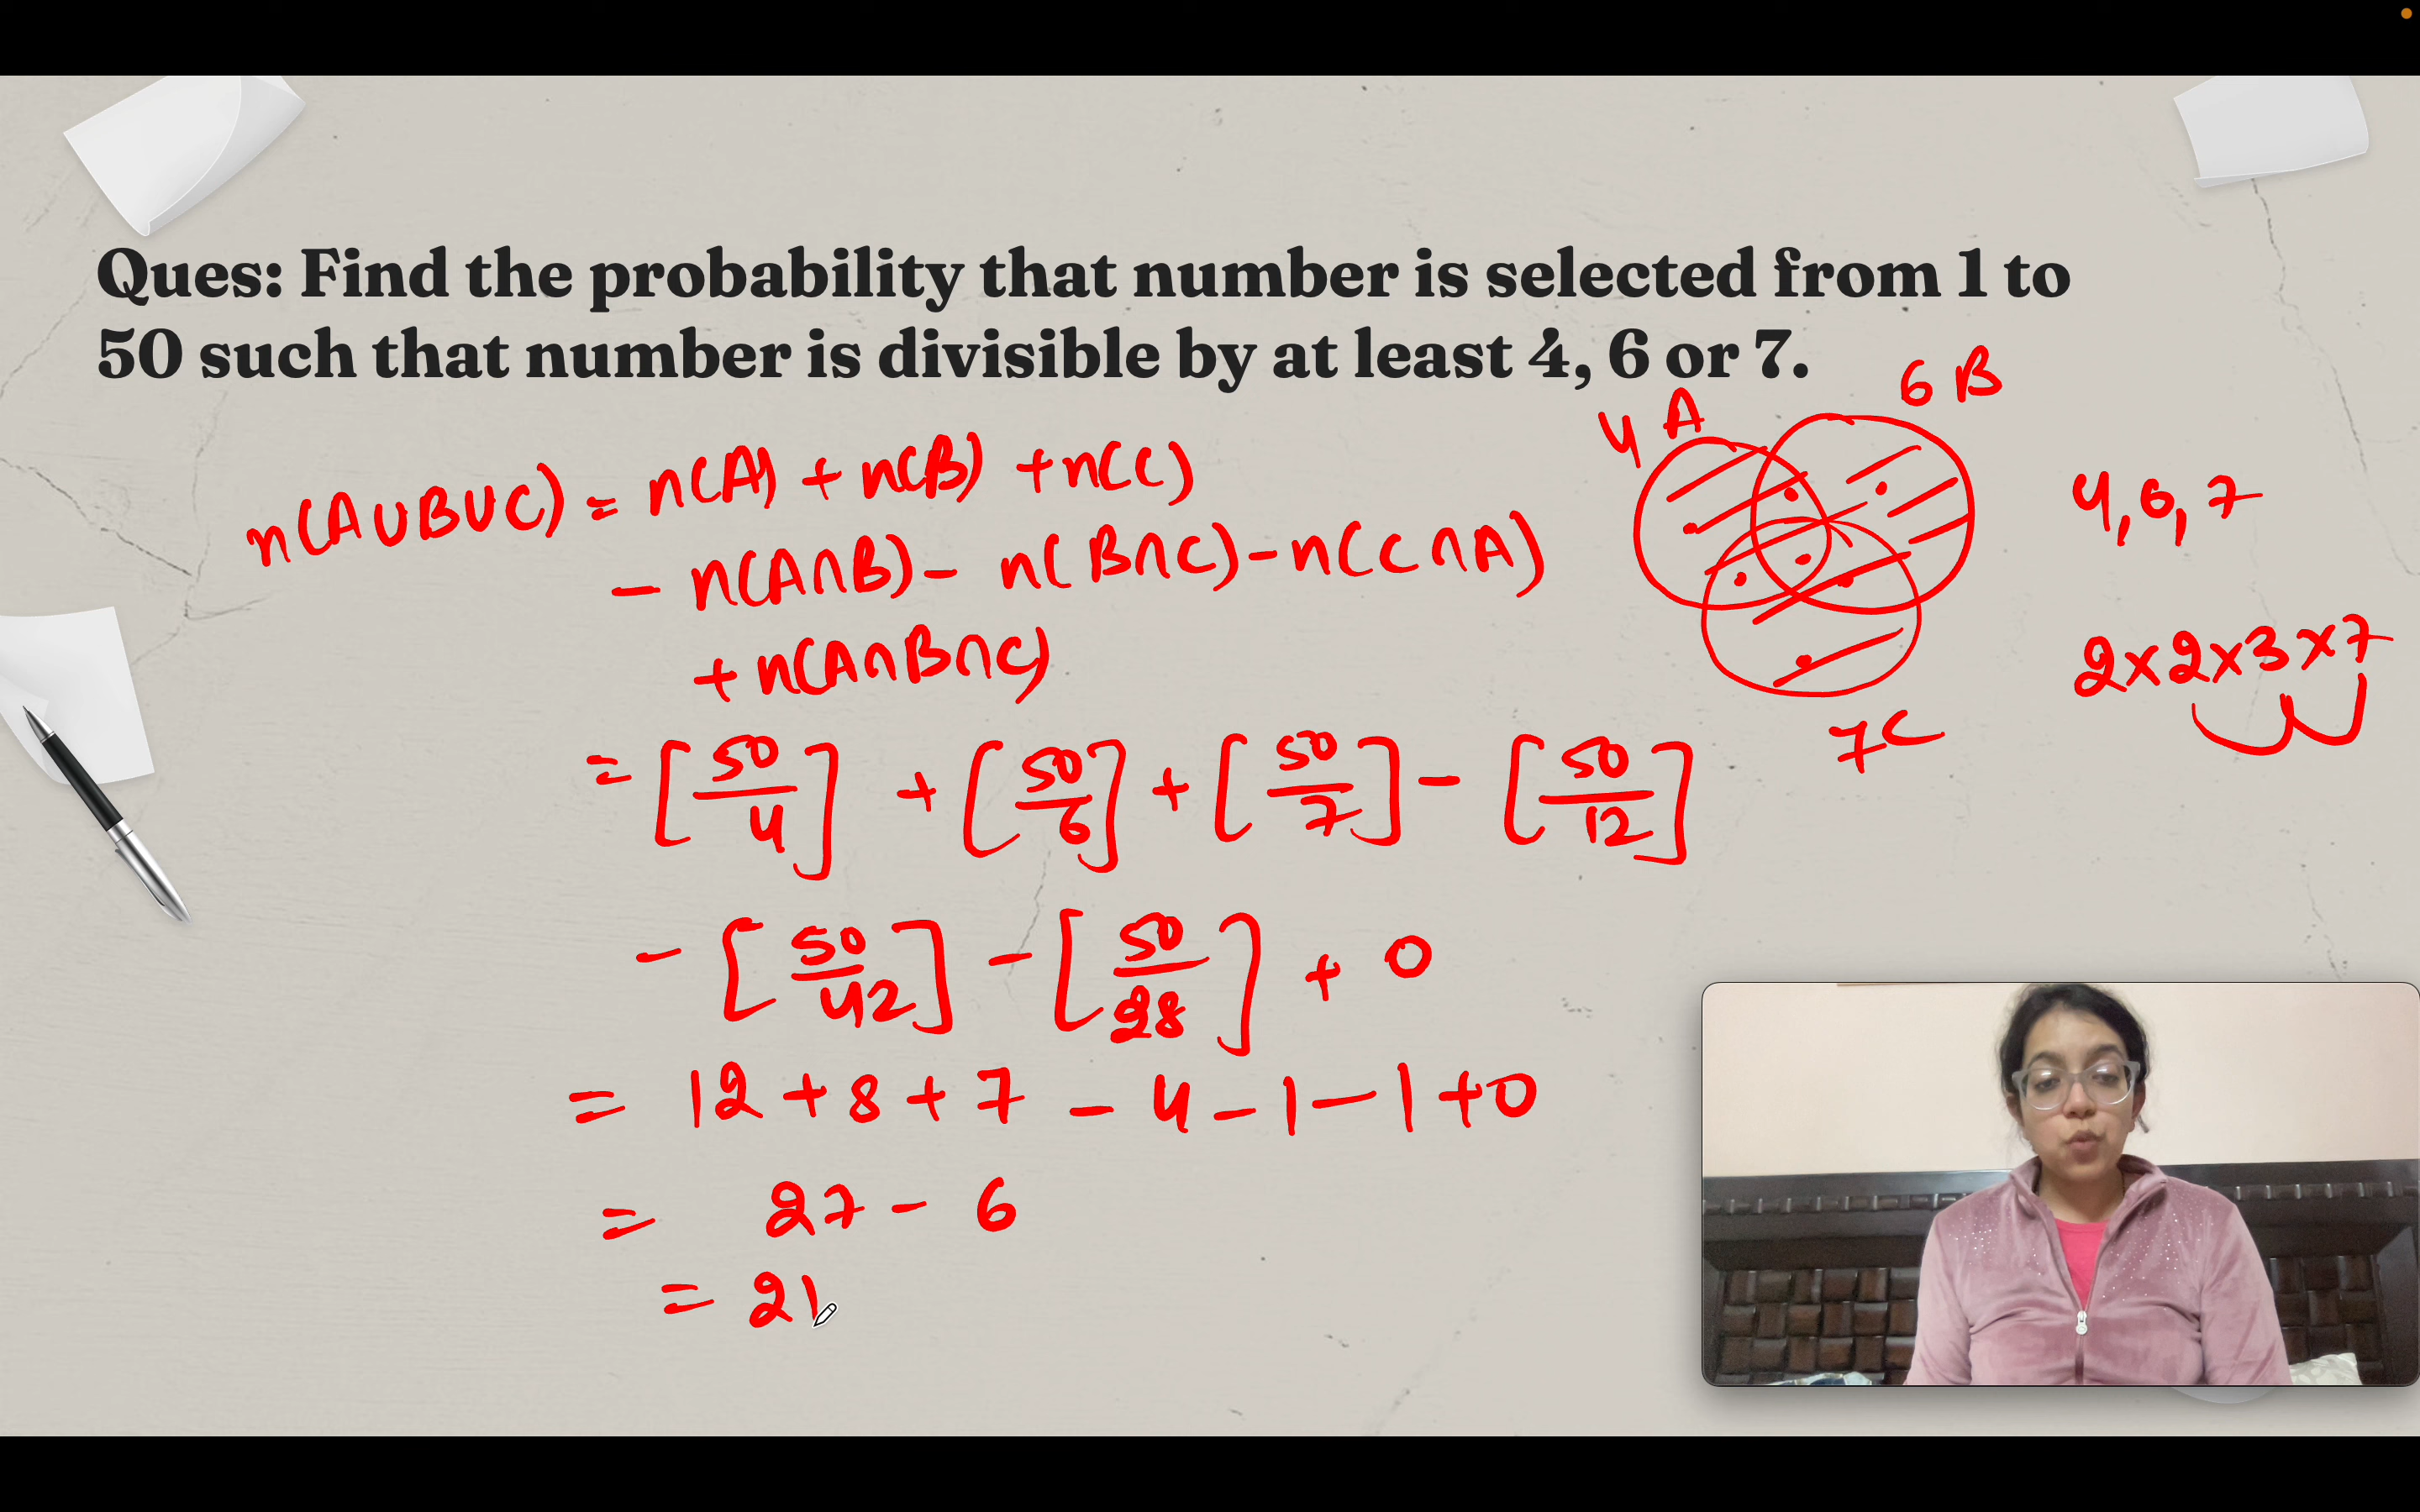 Ques: Find the probability that number is selected from 1 to
50 such that number is divisible by at least 4, 6 or 7.
n(A∪B∪C) = n(A) + n(B) + n(C)
- n(A∩B) - n(B∩C) - n(C∩A)
+ n(A∩B∩C)
= [50/4] + [50/6] + [50/7] - [50/12]
- [50/42] - [50/28] + 0
= 12 + 8 + 7 - 4 - 1 - 1 + 0
= 27 - 6
= 21
4 A
6 B
7 C
4, 6, 7
2 × 2 × 3 × 7